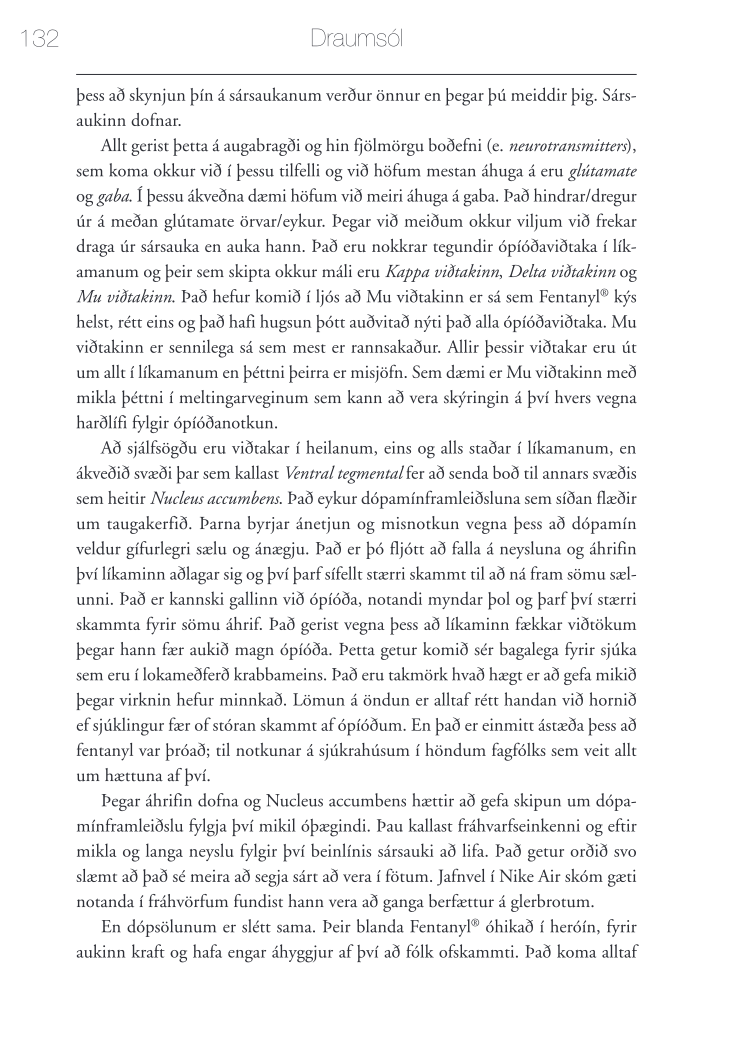 132
Draumsól
þess að skynjun þín á sársaukanum verður önnur en þegar þú meiddir þig. Sárs-
aukinn dofnar.
Allt gerist þetta á augabragði og hin fjölmörgu boðefni (e. neurotransmitters),
sem koma okkur við í þessu tilfelli og við höfum mestan áhuga á eru glútamate
og gaba. Í þessu ákveðna dæmi höfum við meiri áhuga á gaba. Það hindrar/dregur
úr á meðan glútamate örvar/eykur. Þegar við meiðum okkur viljum við frekar
draga úr sársauka en auka hann. Það eru nokkrar tegundir ópíóðaviðtaka í lík-
amanum og þeir sem skipta okkur máli eru Kappa viðtakinn, Delta viðtakinn og
Mu viðtakinn. Það hefur komið í ljós að Mu viðtakinn er sá sem Fentanyl® kýs
helst, rétt eins og það hafi hugsun þótt auðvitað nýti það alla ópíóðaviðtaka. Mu
viðtakinn er sennilega sá sem mest er rannsakaður. Allir þessir viðtakar eru út
um allt í líkamanum en þéttni þeirra er misjöfn. Sem dæmi er Mu viðtakinn með
mikla þéttni í meltingarveginum sem kann að vera skýringin á því hvers vegna
harðlífi fylgir ópíóðanotkun.
Að sjálfsögðu eru viðtakar í heilanum, eins og alls staðar í líkamanum, en
ákveðið svæði þar sem kallast Ventral tegmental fer að senda boð til annars svæðis
sem heitir Nucleus accumbens. Það eykur dópamínframleiðsluna sem síðan flæðir
um taugakerfið. Þarna byrjar ánetjun og misnotkun vegna þess að dópamín
veldur gífurlegri sælu og ánægju. Það er þó fljótt að falla á neysluna og áhrifin
því líkaminn aðlagar sig og því þarf sífellt stærri skammt til að ná fram sömu sæl-
unni. Það er kannski gallinn við ópíóða, notandi myndar þol og þarf því stærri
skammta fyrir sömu áhrif. Það gerist vegna þess að líkaminn fækkar viðtökum
þegar hann fær aukið magn ópíóða. Þetta getur komið sér bagalega fyrir sjúka
sem eru í lokameðferð krabbameins. Það eru takmörk hvað hægt er að gefa mikið
þegar virknin hefur minnkað. Lömun á öndun er alltaf rétt handan við hornið
ef sjúklingur fær of stóran skammt af ópíóðum. En það er einmitt ástæða þess að
fentanyl var þróað; til notkunar á sjúkrahúsum í höndum fagfólks sem veit allt
um hættuna af því.
Þegar áhrifin dofna og Nucleus accumbens hættir að gefa skipun um dópa-
mínframleiðslu fylgja því mikil óþægindi. Þau kallast fráhvarfseinkenni og eftir
mikla og langa neyslu fylgir því beinlínis sársauki að lifa. Það getur orðið svo
slæmt að það sé meira að segja sárt að vera í fötum. Jafnvel í Nike Air skóm gæti
notanda í fráhvörfum fundist hann vera að ganga berfættur á glerbrotum.
En dópsölunum er slétt sama. Þeir blanda Fentanyl® óhikað í heróín, fyrir
aukinn kraft og hafa engar áhyggjur af því að fólk ofskammti. Það koma alltaf